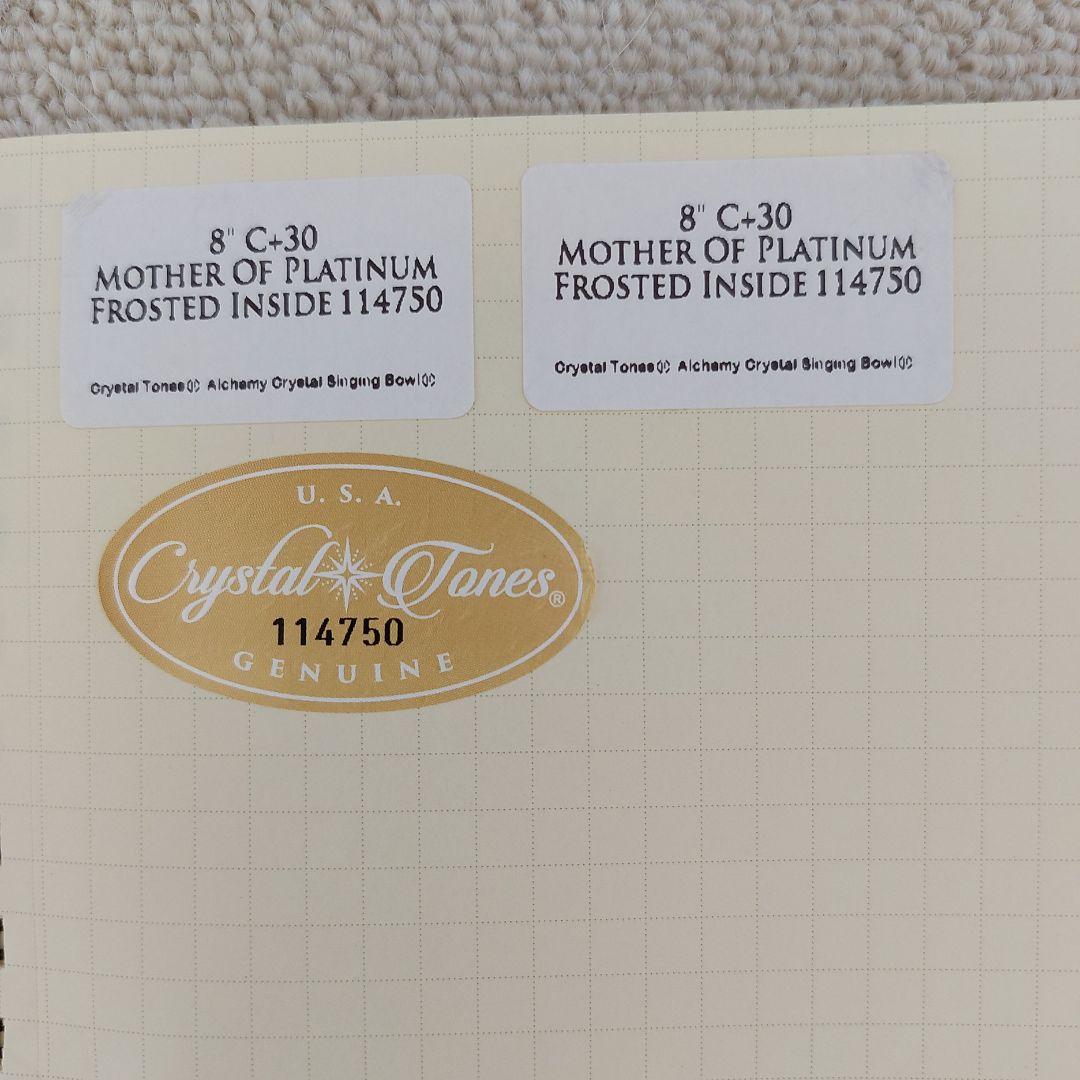 8" C+30
MOTHER OF PLATINUM
FROSTED INSIDE 114750
Crystal Tones Alchemy Crystal Singing Bowl
8" C+30
MOTHER OF PLATINUM
FROSTED INSIDE 114750
Crystal Tones Alchemy Crystal Singing Bowl
U. S. A.
Crystal Tones®
114750
GENUINE